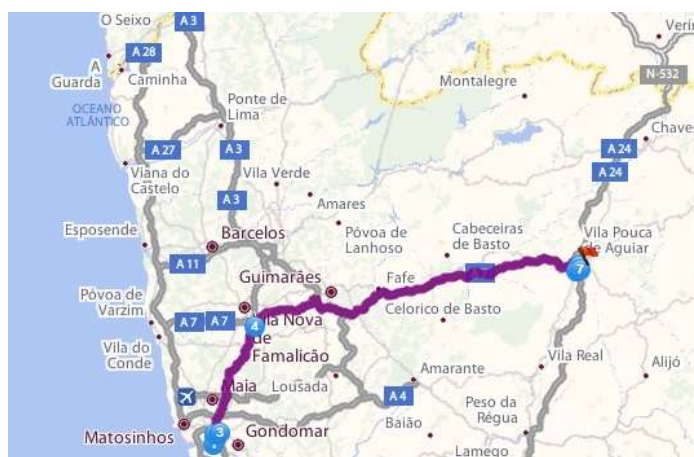 O Seixo
A 3
Verín
A 28
A
Guarda
Caminha
N-532
Montalegre
OCEANO
ATLÂNTICO
Ponte de
Lima
Chaves
A 27
A 3
A 24
Viana do
Castelo
Vila Verde
A 24
A 3
Amares
Esposende
Barcelos
Póvoa de
Lanhoso
Cabeceiras
de Basto
Vila Pouca
de Aguiar
A 11
Guimarães
Fafe
7
Póvoa de
Varzim
A 7
A 7
4
Vila Nova
de
Famalicão
Celorico de Basto
Vila do
Conde
Vila Real
Alijó
Maia
Lousada
Amarante
A 4
Peso da
Régua
Matosinhos
3
Gondomar
Baião
Lamego